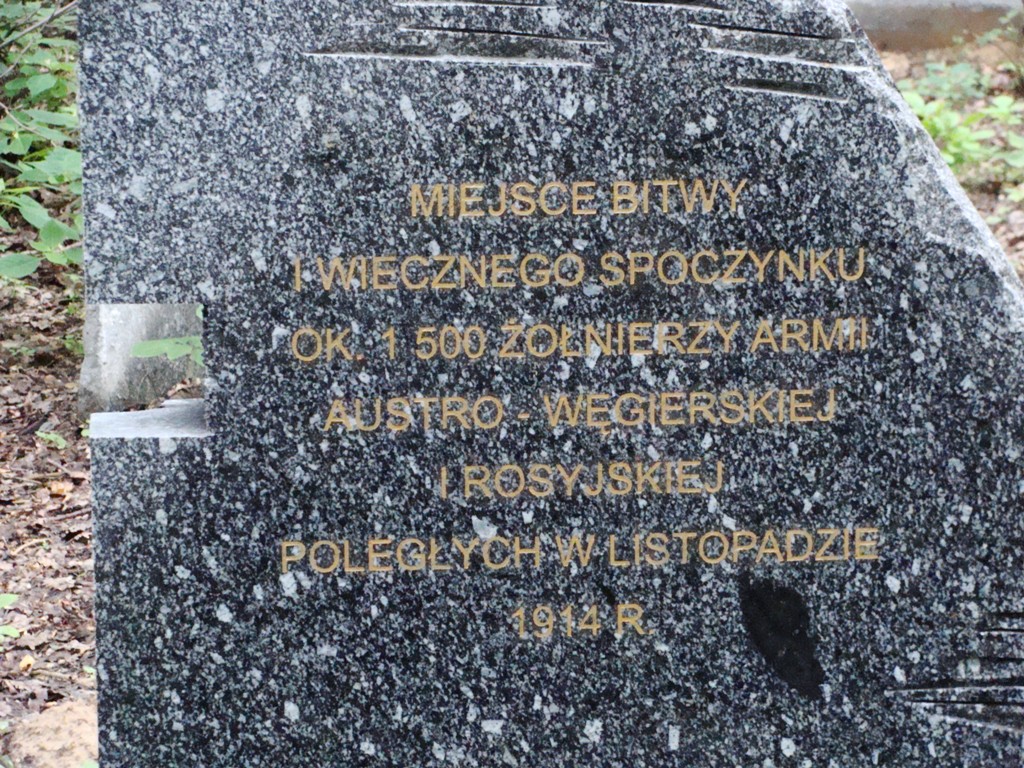 MIEJSCE BITWY
I WIECZNEGO SPOCZYNKU
OK. 1 500 ŻOŁNIERZY ARMII
AUSTRO - WĘGIERSKIEJ
I ROSYJSKIEJ
POLEGŁYCH W LISTOPADZIE
1914 R.